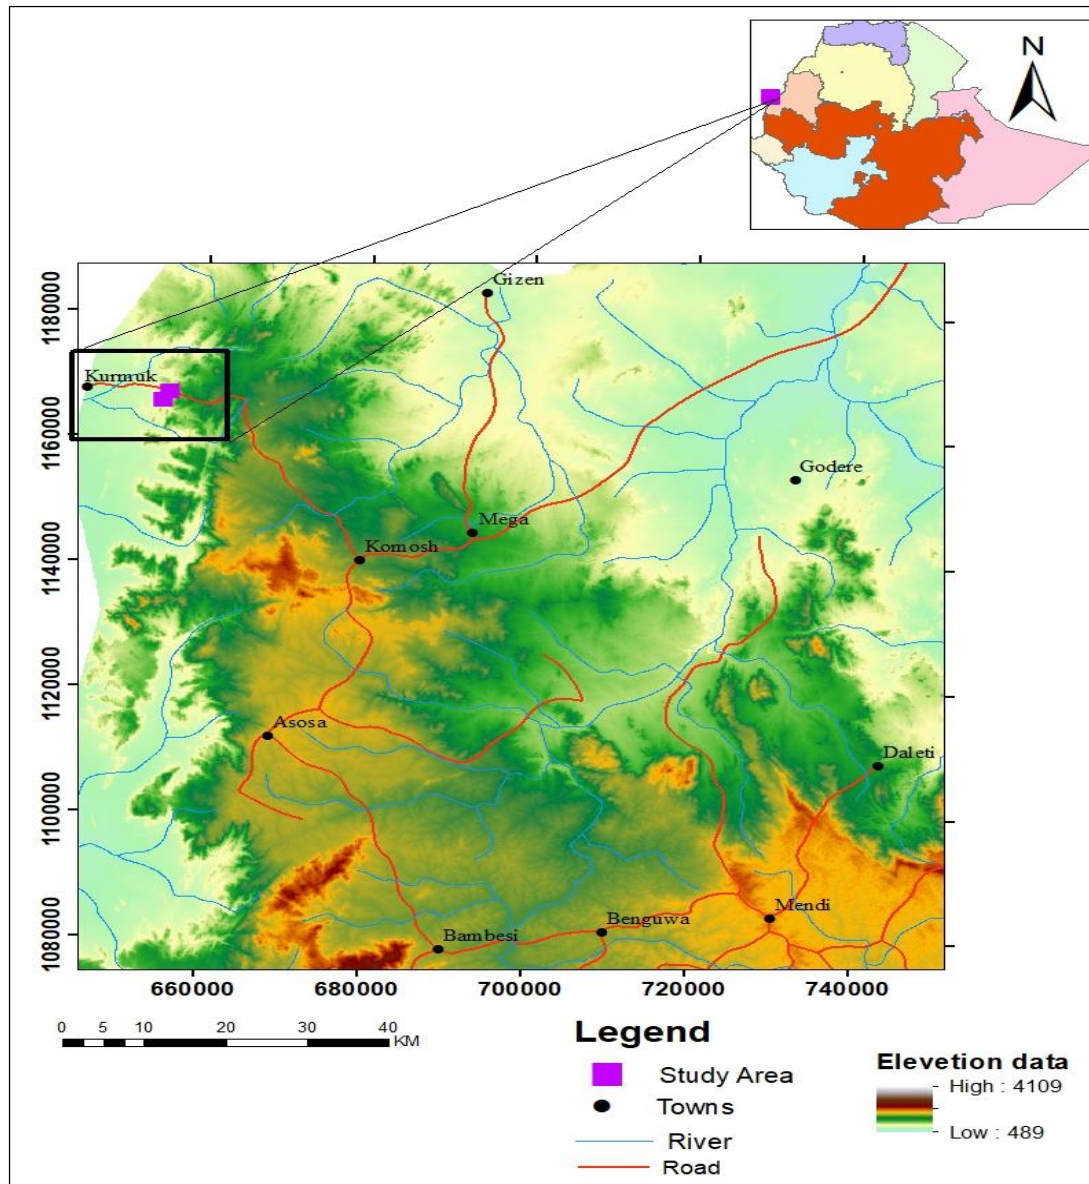 N
Gizen
1180000
Kurmuk
1160000
Godere
Mega
Komosh
1140000
1120000
Asosa
Daleti
1100000
Mendi
Benguwa
Bambesi
1080000
660000 680000 700000 720000 740000
0 5 10 20 30 40
KM
Legend
Study Area
Towns
River
Road
Elevetion data
High : 4109
Low : 489